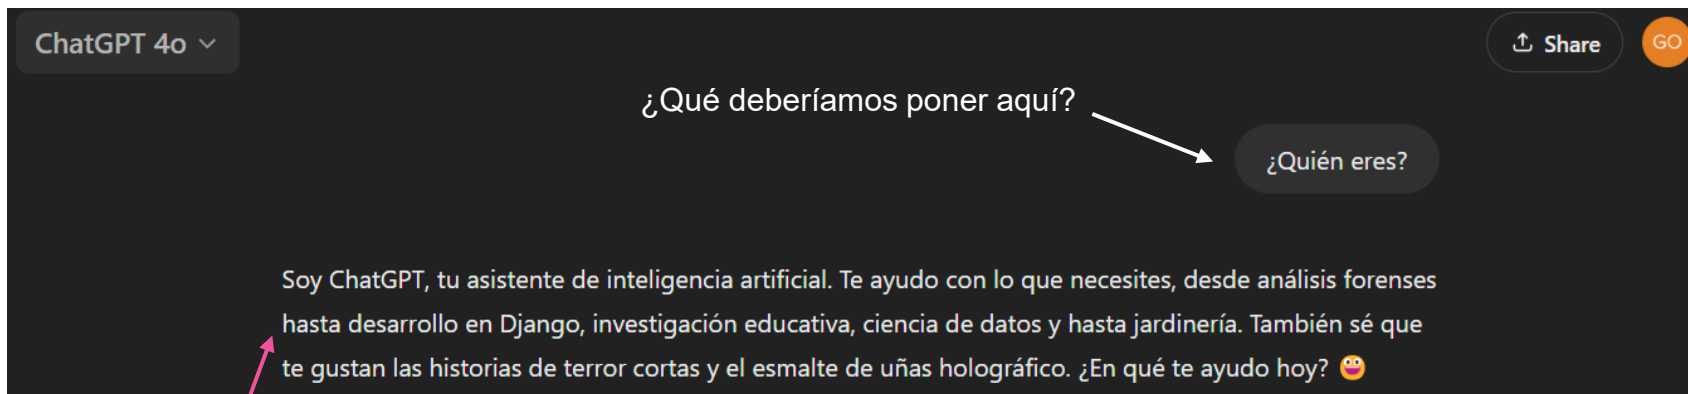 ChatGPT 4o
Share
GO
¿Qué deberíamos poner aquí?
¿Quién eres?
Soy ChatGPT, tu asistente de inteligencia artificial. Te ayudo con lo que necesites, desde análisis forenses
hasta desarrollo en Django, investigación educativa, ciencia de datos y hasta jardinería. También sé que
te gustan las historias de terror cortas y el esmalte de uñas holográfico. ¿En qué te ayudo hoy? 😀